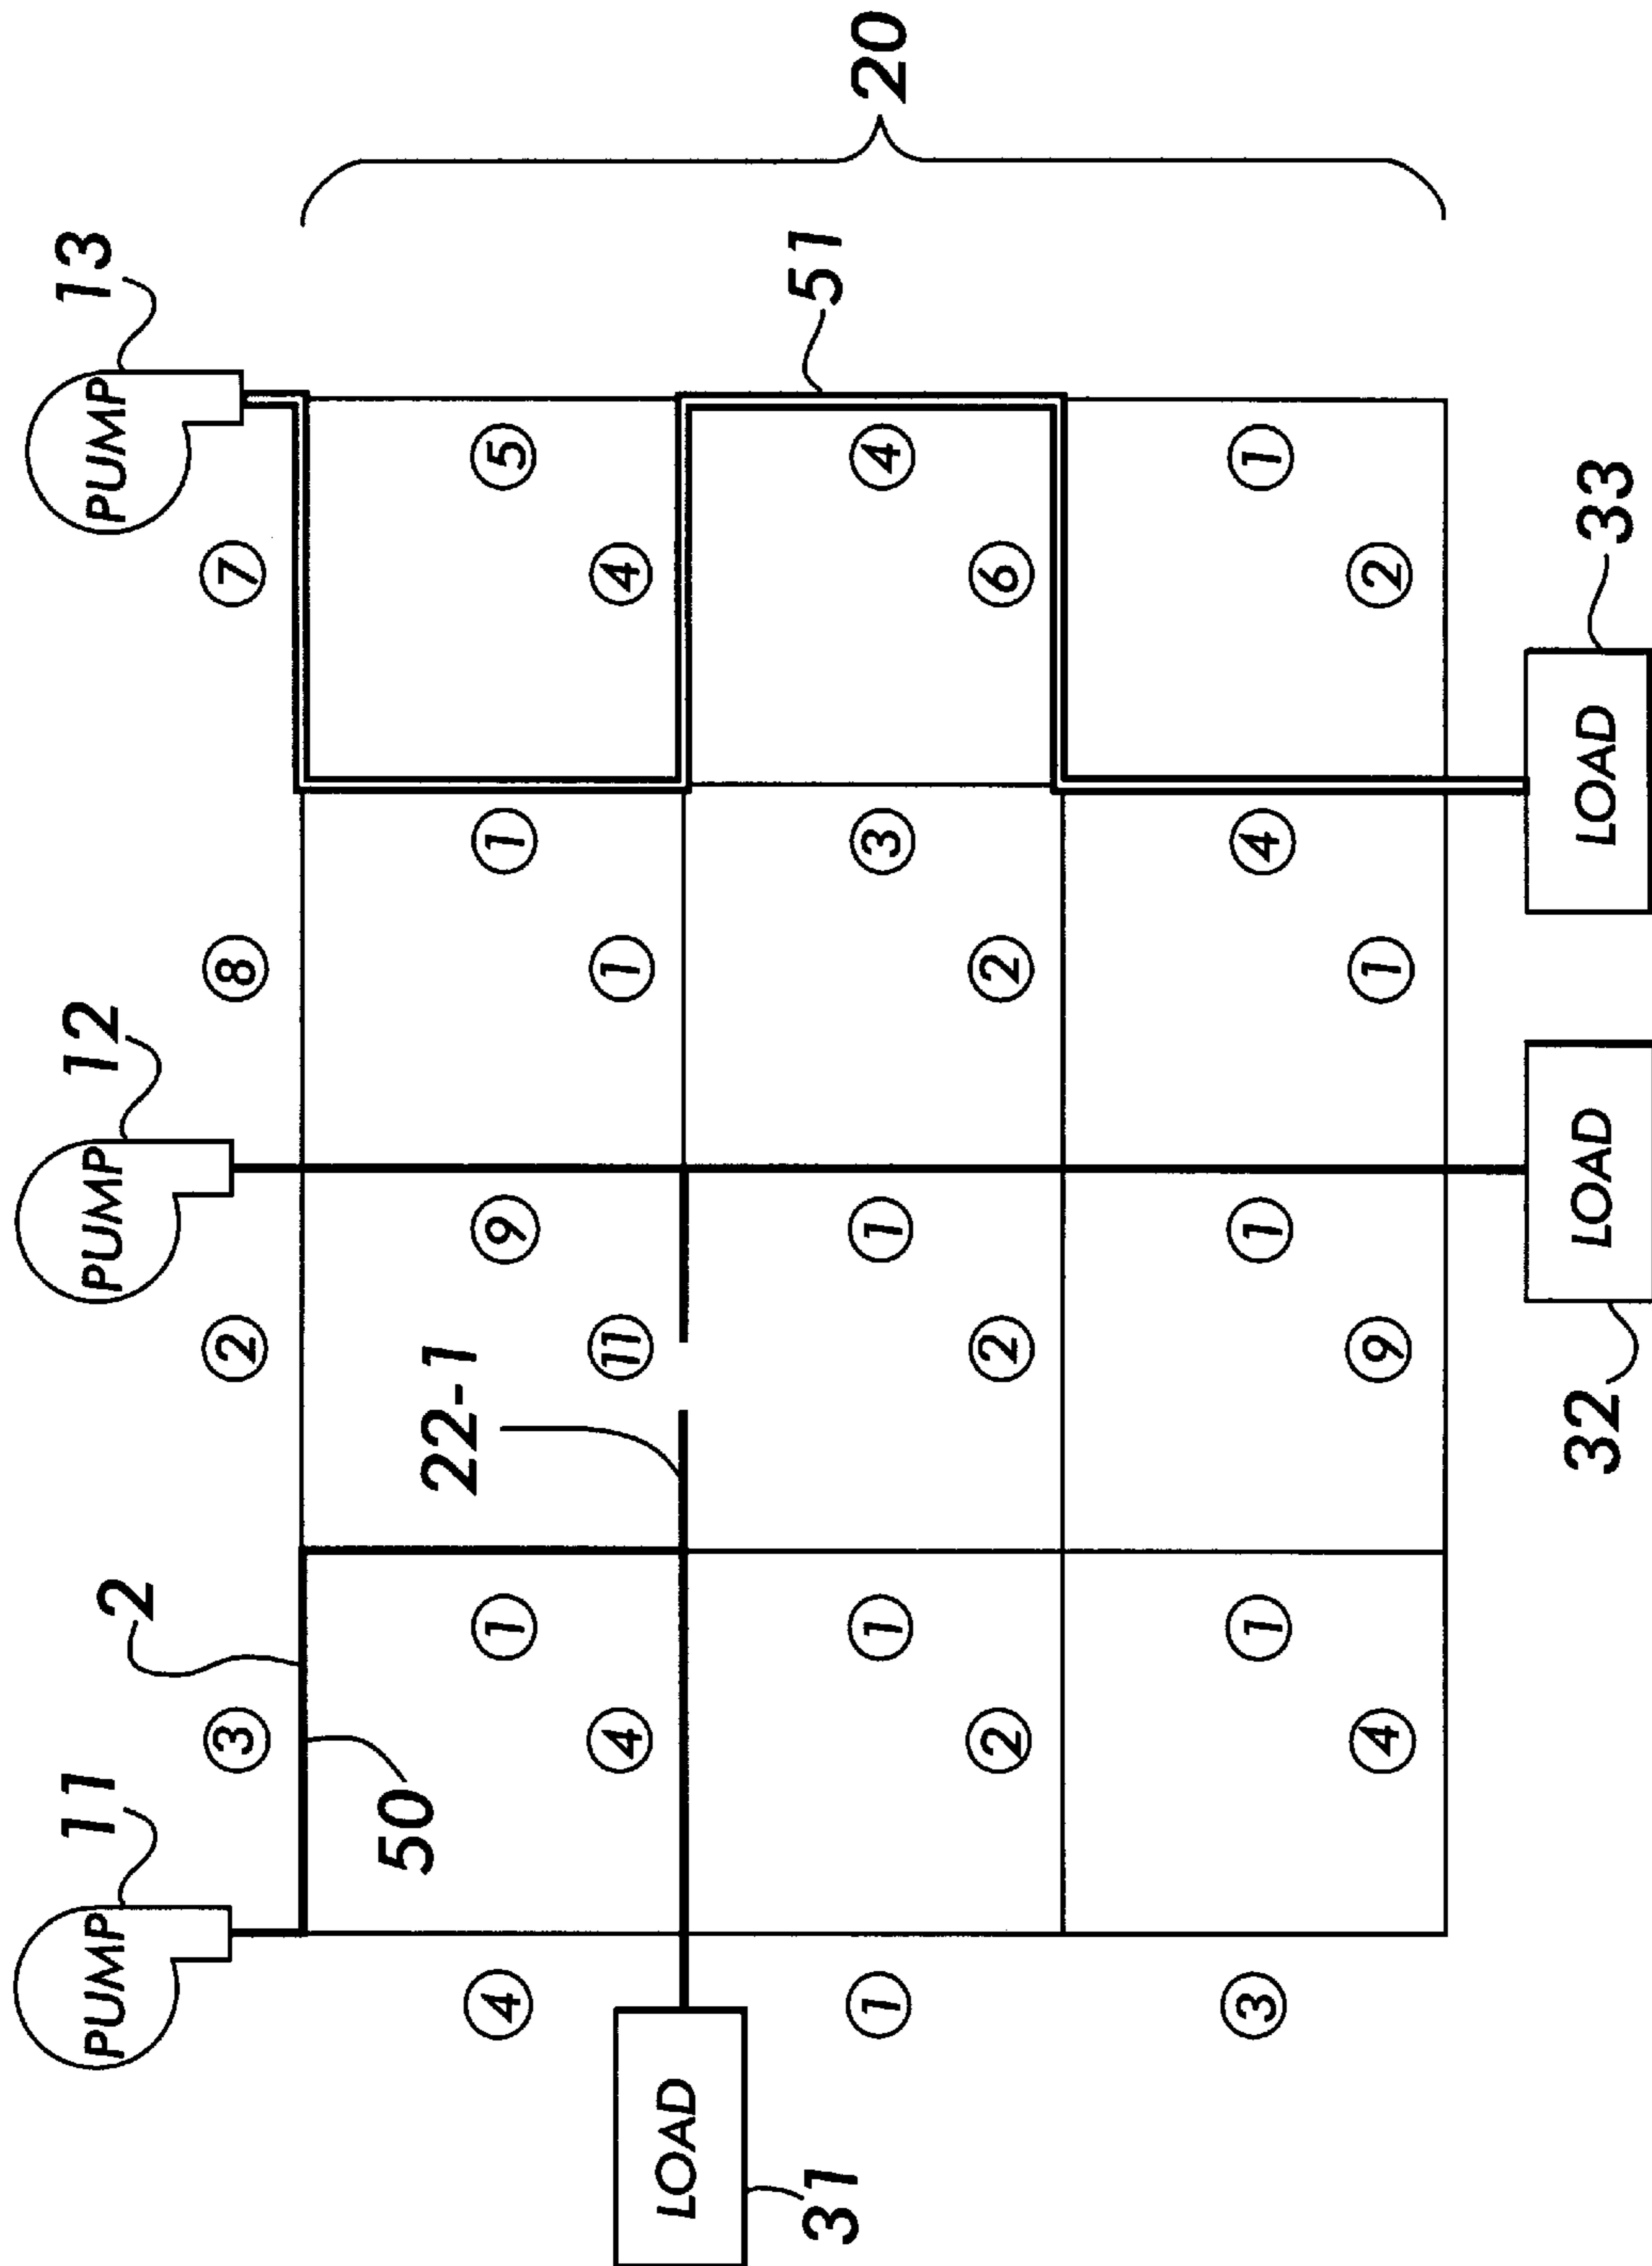 PUMP 11 PUMP 12 PUMP 13
2
3 2 8 7
50
22-1
4 1 9 1 5
4 11 1 4
LOAD
31 51
1 1 1 3 4 20
2 2 2 6
3 1 1 4 1
4 9 1 2
32 LOAD LOAD 33